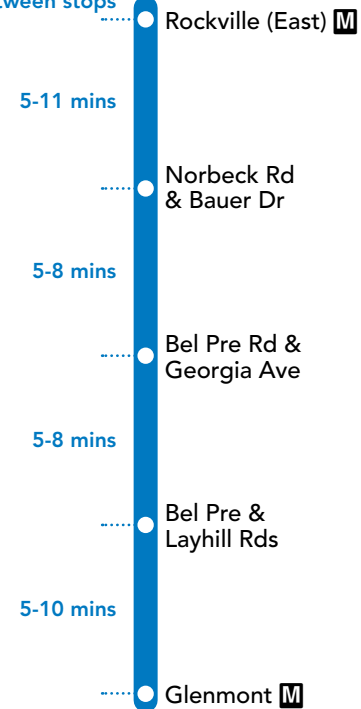 stops
Rockville (East) M
5-11 mins
Norbeck Rd
& Bauer Dr
5-8 mins
Bel Pre Rd &
Georgia Ave
5-8 mins
Bel Pre &
Layhill Rds
5-10 mins
Glenmont M